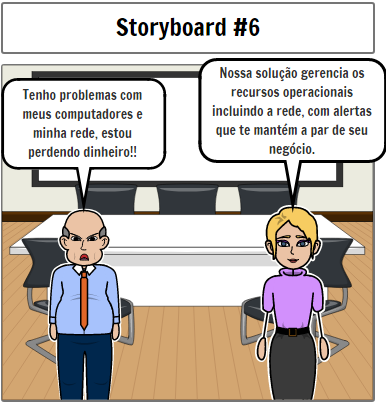 Storyboard #6
Tenho problemas com
meus computadores e
minha rede, estou
perdendo dinheiro!!
Nossa solução gerencia os
recursos operacionais
incluindo a rede, com alertas
que te mantém a par de seu
negócio.